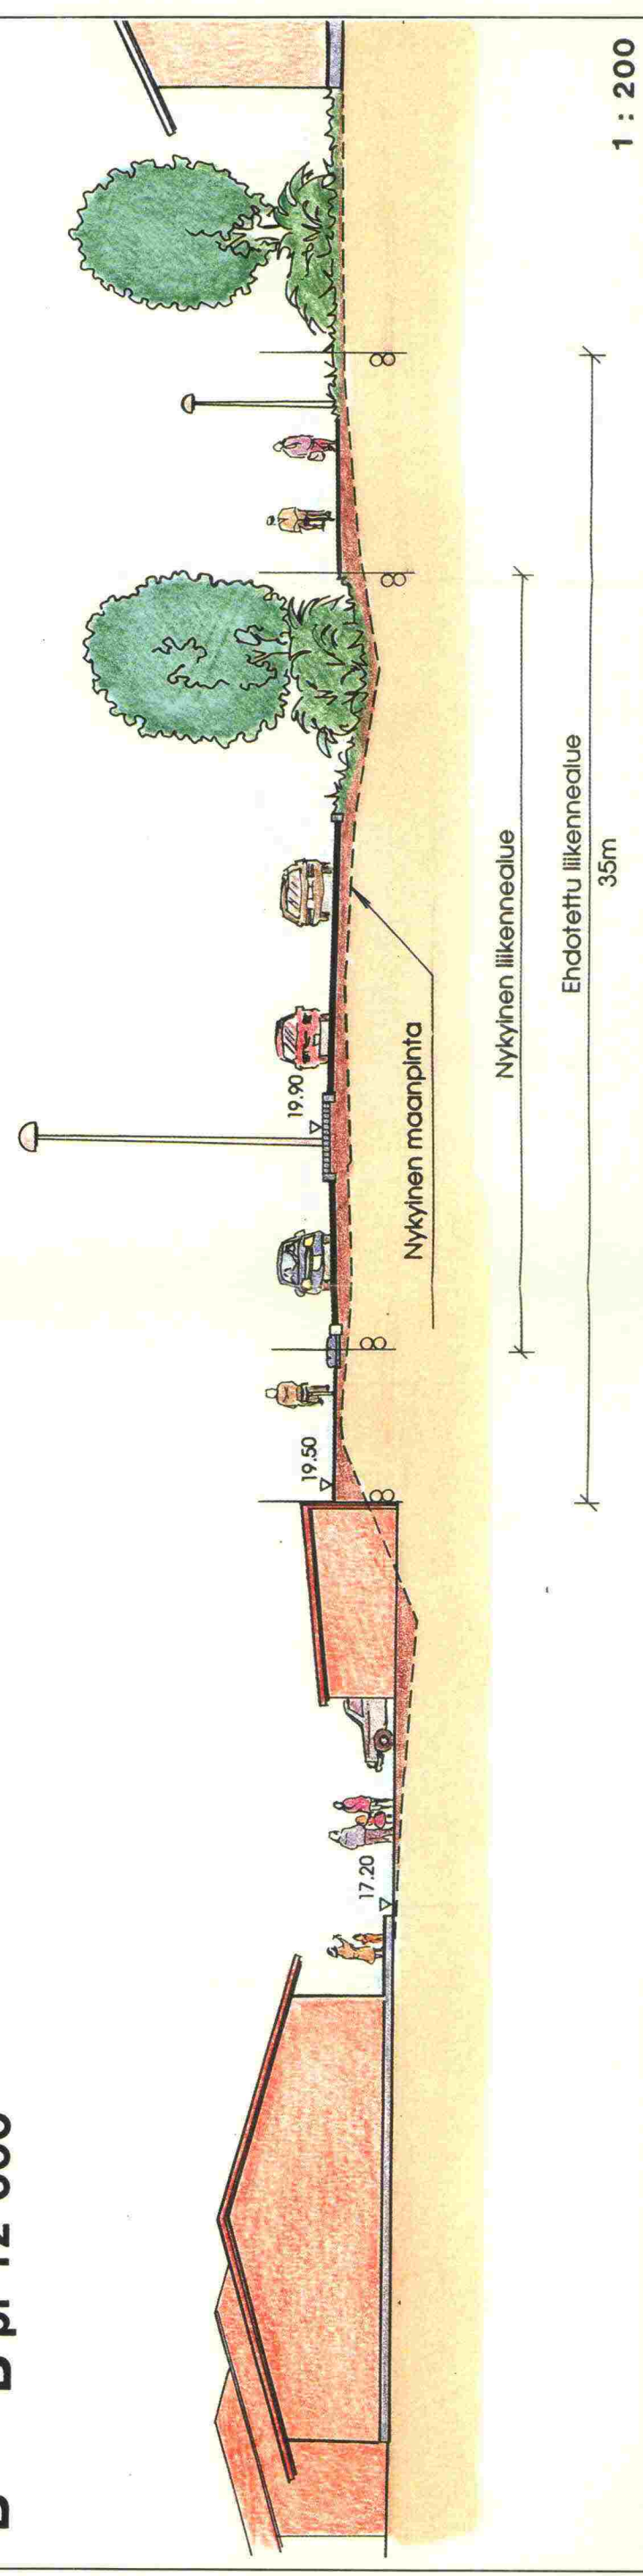 19.50
19.90
17.20
Nykyinen maanpinta
Nykyinen liikennealue
Ehdotettu liikennealue
35m
1 : 200